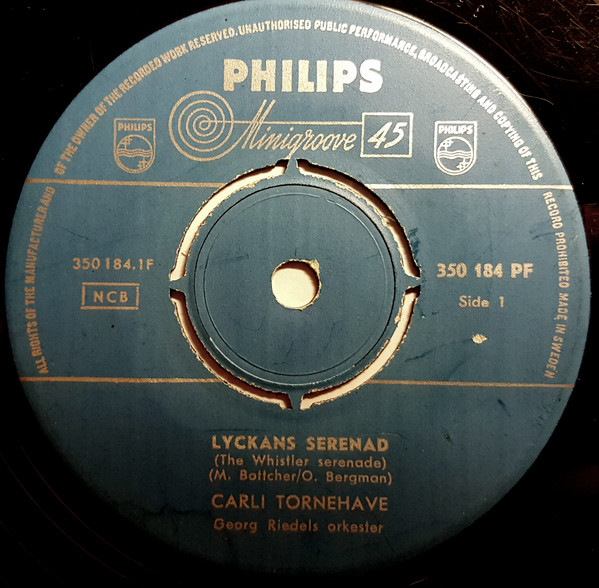 ALL RIGHTS OF THE MANUFACTURER AND OF THE OWNER OF THE RECORDED WORK RESERVED. UNAUTHORISED PUBLIC PERFORMANCE, BROADCASTING AND COPYING OF THIS RECORD PROHIBITED MADE IN SWEDEN
PHILIPS
PHILIPS
Minigroove 45
PHILIPS
350184.1F
NCB
350 184 PF
Side 1
LYCKANS SERENAD
(The Whistler serenade)
(M. Bottcher/O. Bergman)
CARLI TORNEHAVE
Georg Riedels orkester